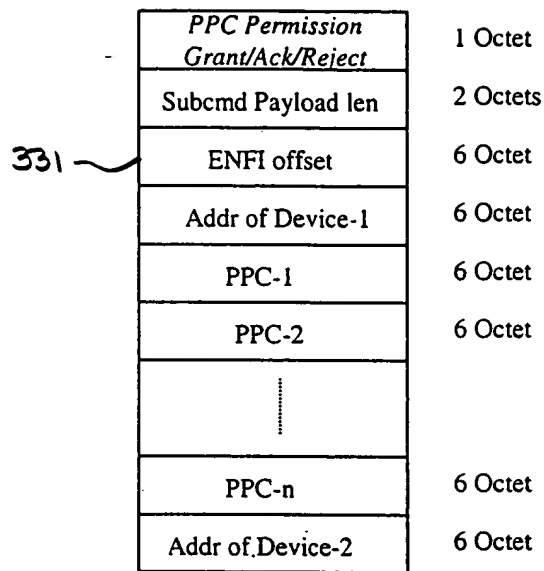 PPC Permission
Grant/Ack/Reject
1 Octet
Subcmd Payload len
2 Octets
331
ENFI offset
6 Octet
Addr of Device-1
6 Octet
PPC-1
6 Octet
PPC-2
6 Octet
PPC-n
6 Octet
Addr of Device-2
6 Octet